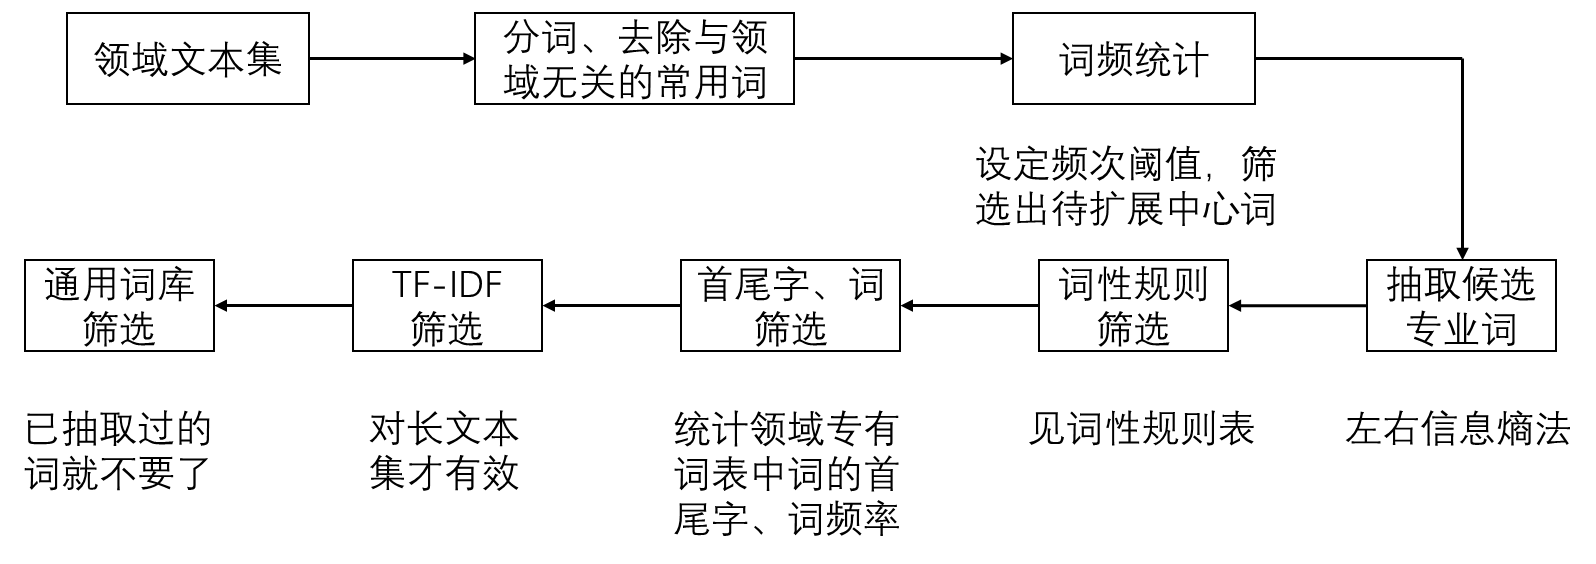 领域文本集
分词、去除与领
域无关的常用词
词频统计
设定频次阈值，筛
选出待扩展中心词
抽取候选
专业词
左右信息熵法
词性规则
筛选
见词性规则表
首尾字、词
筛选
统计领域专有
词表中词的首
尾字、词频率
TF-IDF
筛选
对长文本
集才有效
通用词库
筛选
已抽取过的
词就不要了